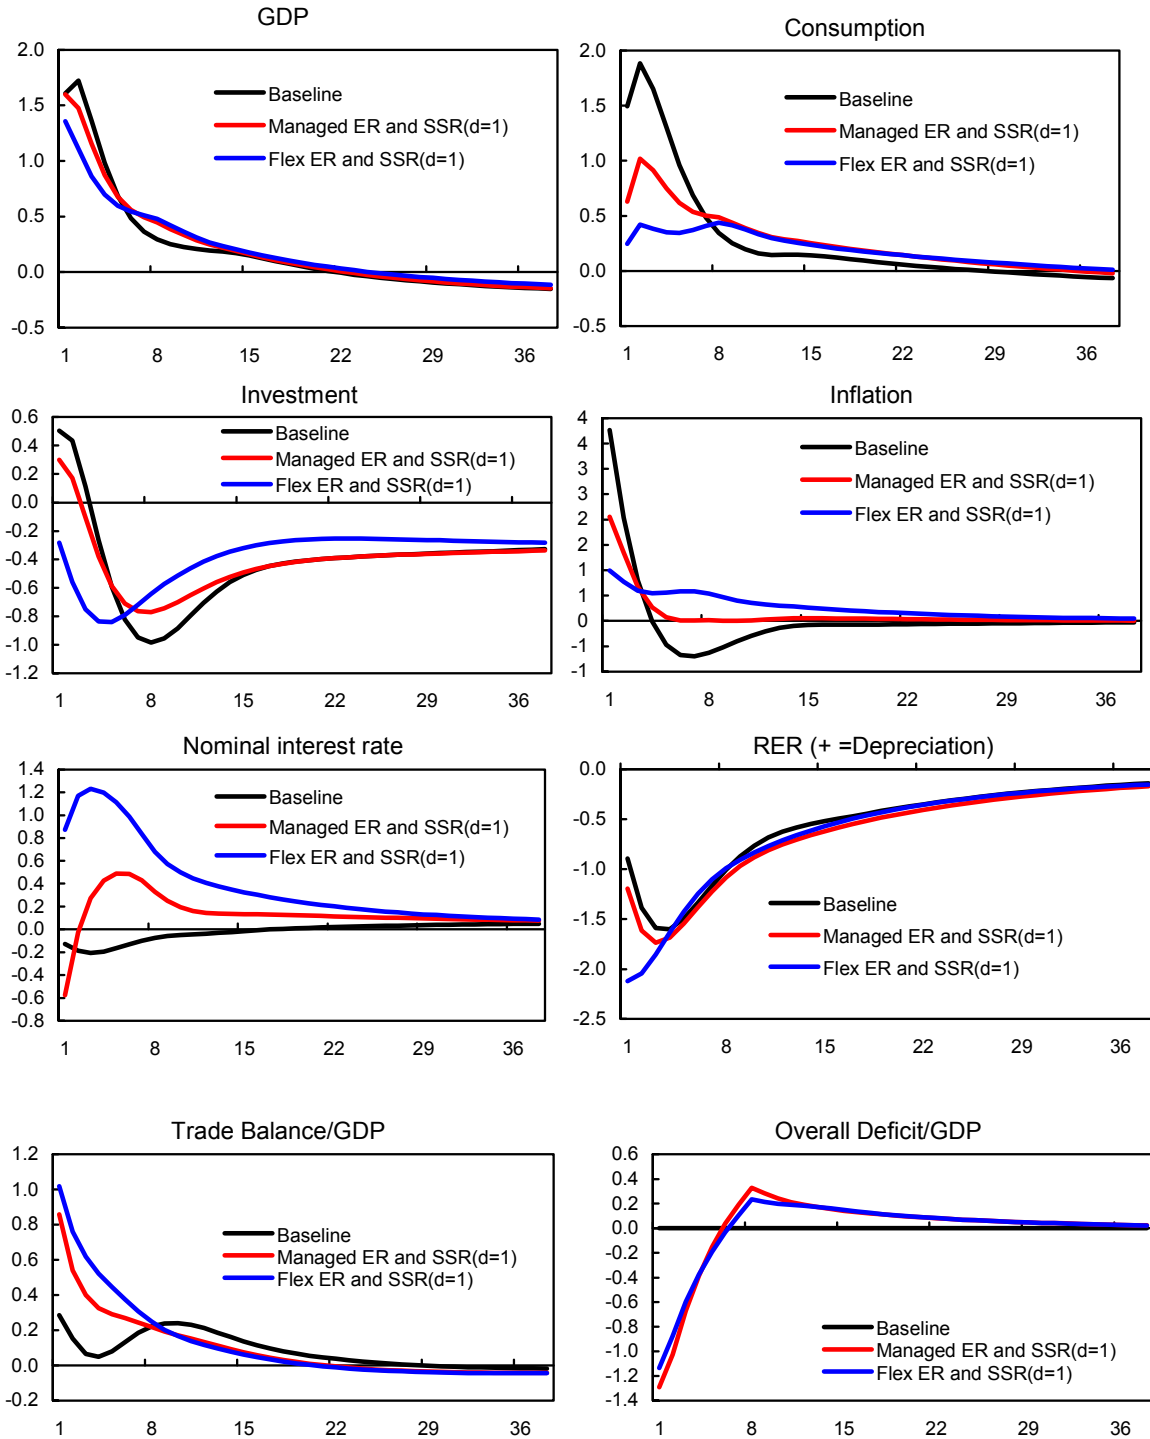 GDP
2.0
1.5
1.0
0.5
0.0
-0.5
Baseline
Managed ER and SSR(d=1)
Flex ER and SSR(d=1)
1 8 15 22 29 36
Consumption
2.0
1.5
1.0
0.5
0.0
-0.5
Baseline
Managed ER and SSR(d=1)
Flex ER and SSR(d=1)
1 8 15 22 29 36
Investment
0.6
0.4
0.2
0.0
-0.2
-0.4
-0.6
-0.8
-1.0
-1.2
Baseline
Managed ER and SSR(d=1)
Flex ER and SSR(d=1)
1 8 15 22 29 36
Inflation
4
4
3
3
2
2
1
1
0
-1
-1
Baseline
Managed ER and SSR(d=1)
Flex ER and SSR(d=1)
1 8 15 22 29 36
Nominal interest rate
1.4
1.2
1.0
0.8
0.6
0.4
0.2
0.0
-0.2
-0.4
-0.6
-0.8
Baseline
Managed ER and SSR(d=1)
Flex ER and SSR(d=1)
1 8 15 22 29 36
RER (+ =Depreciation)
0.0
-0.5
-1.0
-1.5
-2.0
-2.5
Baseline
Managed ER and SSR(d=1)
Flex ER and SSR(d=1)
1 8 15 22 29 36
Trade Balance/GDP
1.2
1.0
0.8
0.6
0.4
0.2
0.0
-0.2
Baseline
Managed ER and SSR(d=1)
Flex ER and SSR(d=1)
1 8 15 22 29 36
Overall Deficit/GDP
0.6
0.4
0.2
0.0
-0.2
-0.4
-0.6
-0.8
-1.0
-1.2
-1.4
Baseline
Managed ER and SSR(d=1)
Flex ER and SSR(d=1)
1 8 15 22 29 36